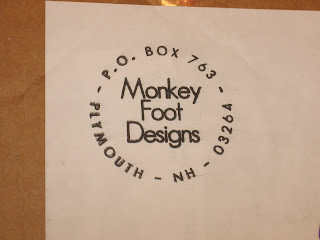 - P.O. BOX 763 - PLYMOUTH - NH - 03264
Monkey
Foot
Designs